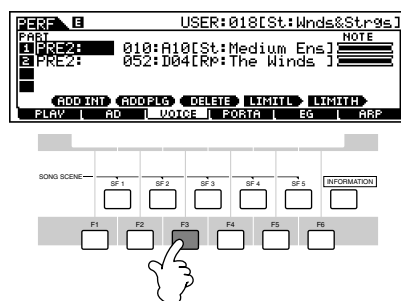 PERF E USER:018[St:Wnds&Strgs]
PART NOTE
1 PRE2: 010:A10[St:Medium Ens]
2 PRE2: 052:D04[Rp:The Winds ]
ADD INT ADD PLG DELETE LIMITL LIMITH
PLAY AD VOICE PORTA EG ARP
SONG SCENE SF 1 SF 2 SF 3 SF 4 SF 5 INFORMATION
F1 F2 F3 F4 F5 F6